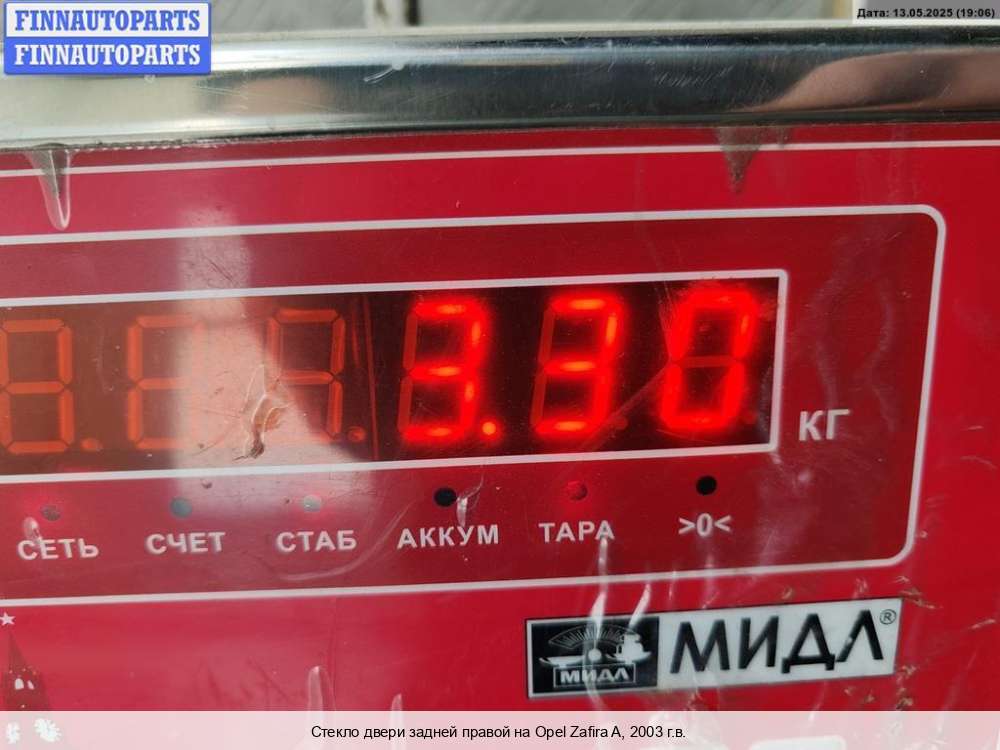 FINNAUTOPARTS
FINNAUTOPARTS
Дата: 13.05.2025 (19:06)
3.30
КГ
СЕТЬ СЧЕТ СТАБ АККУМ ТАРА >0<
МИДЛ МИДЛ®
Стекло двери задней правой на Opel Zafira A, 2003 г.в.